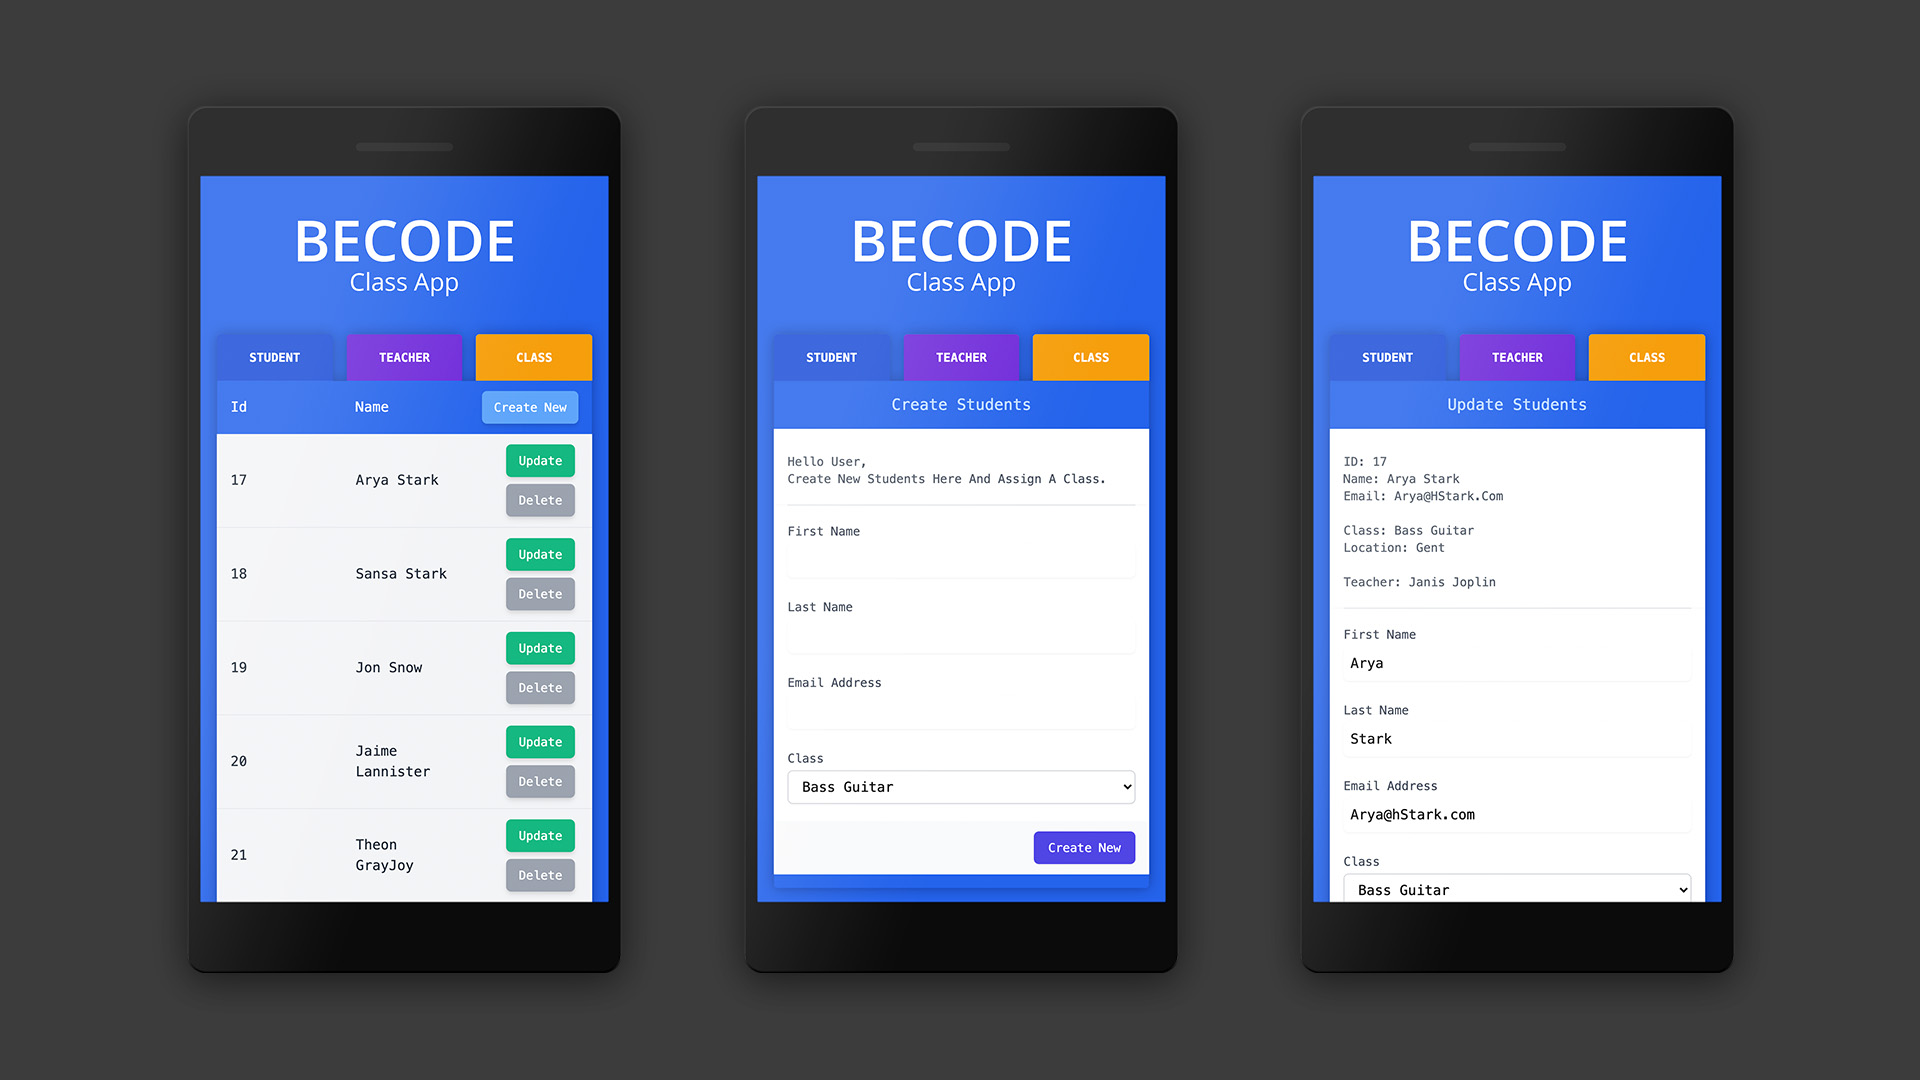 BECODE
Class App
STUDENT TEACHER CLASS
Id Name Create New
17 Arya Stark Update
Delete
18 Sansa Stark Update
Delete
19 Jon Snow Update
Delete
20 Jaime Lannister Update
Delete
21 Theon GrayJoy Update
Delete
BECODE
Class App
STUDENT TEACHER CLASS
Create Students
Hello User,
Create New Students Here And Assign A Class.
First Name
Last Name
Email Address
Class
Bass Guitar
Create New
BECODE
Class App
STUDENT TEACHER CLASS
Update Students
ID: 17
Name: Arya Stark
Email: Arya@HStark.Com
Class: Bass Guitar
Location: Gent
Teacher: Janis Joplin
First Name
Arya
Last Name
Stark
Email Address
Arya@hStark.com
Class
Bass Guitar